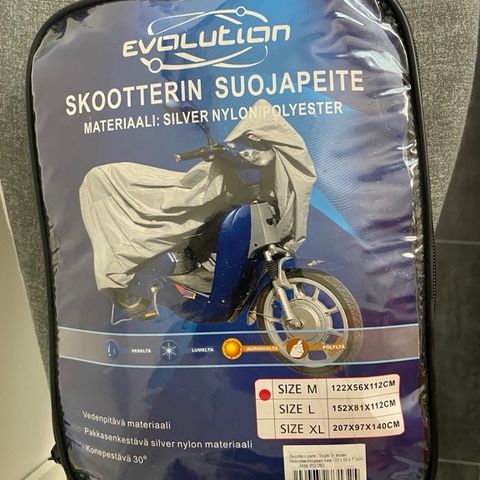 Evolution
SKOOTTERIN SUOJAPEITE
MATERIAALI: SILVER NYLON/POLYESTER
VEDELTÄ LUMELTA AURINGOLTA PÖLYLTÄ
SIZE M 122X56X112CM
SIZE L 152X81X112CM
SIZE XL 207X97X140CM
Vedenpitävä materiaali
Pakkasenkestävä silver nylon materiaali
Konepestävä 30°